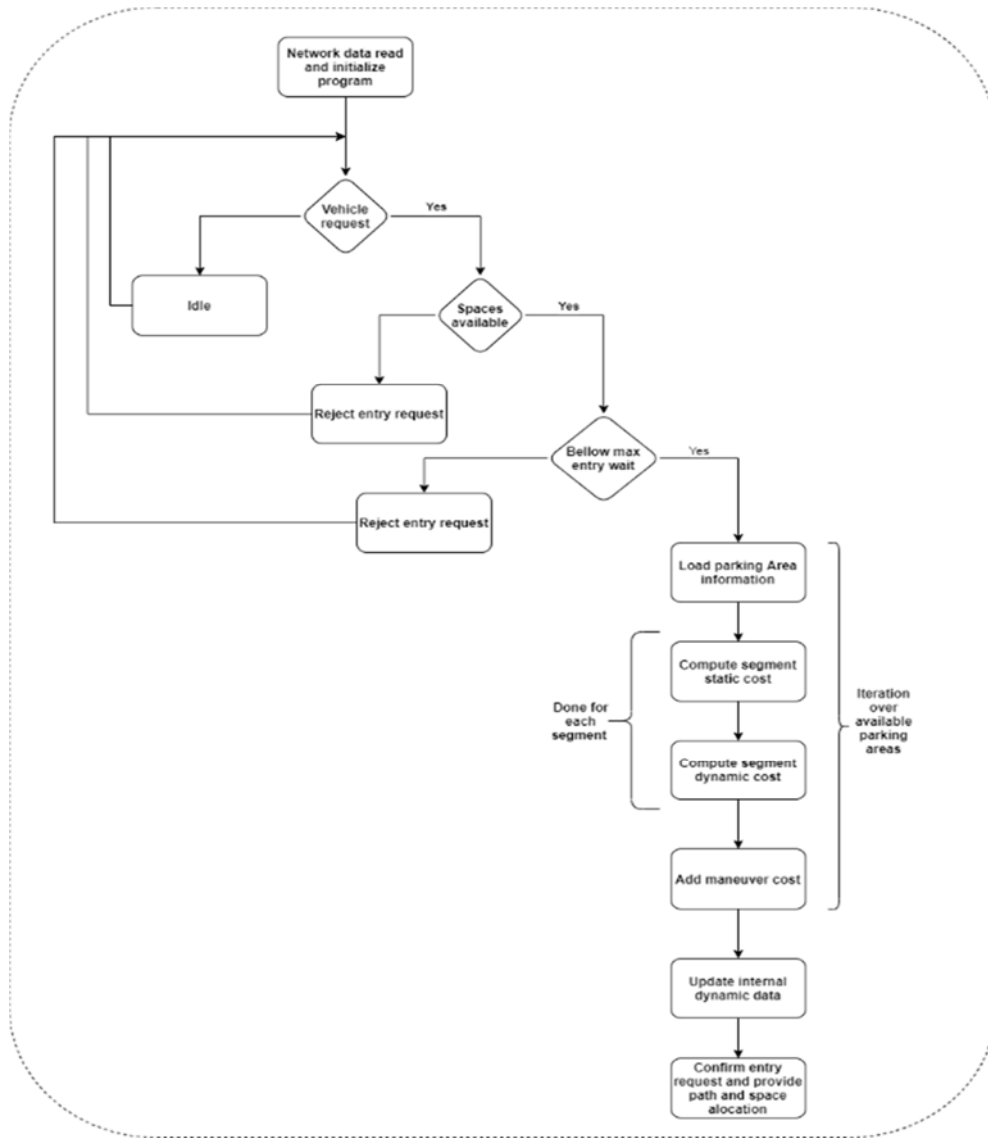 Network data read
and initialize
program
Vehicle
request
Yes
Idle
Spaces
available
Yes
Reject entry request
Bellow max
entry wait
Yes
Reject entry request
Load parking Area
information
Compute segment
static cost
Done for
each
segment
Iteration
over
available
parking
areas
Compute segment
dynamic cost
Add maneuver cost
Update internal
dynamic data
Confirm entry
request and provide
path and space
alocation